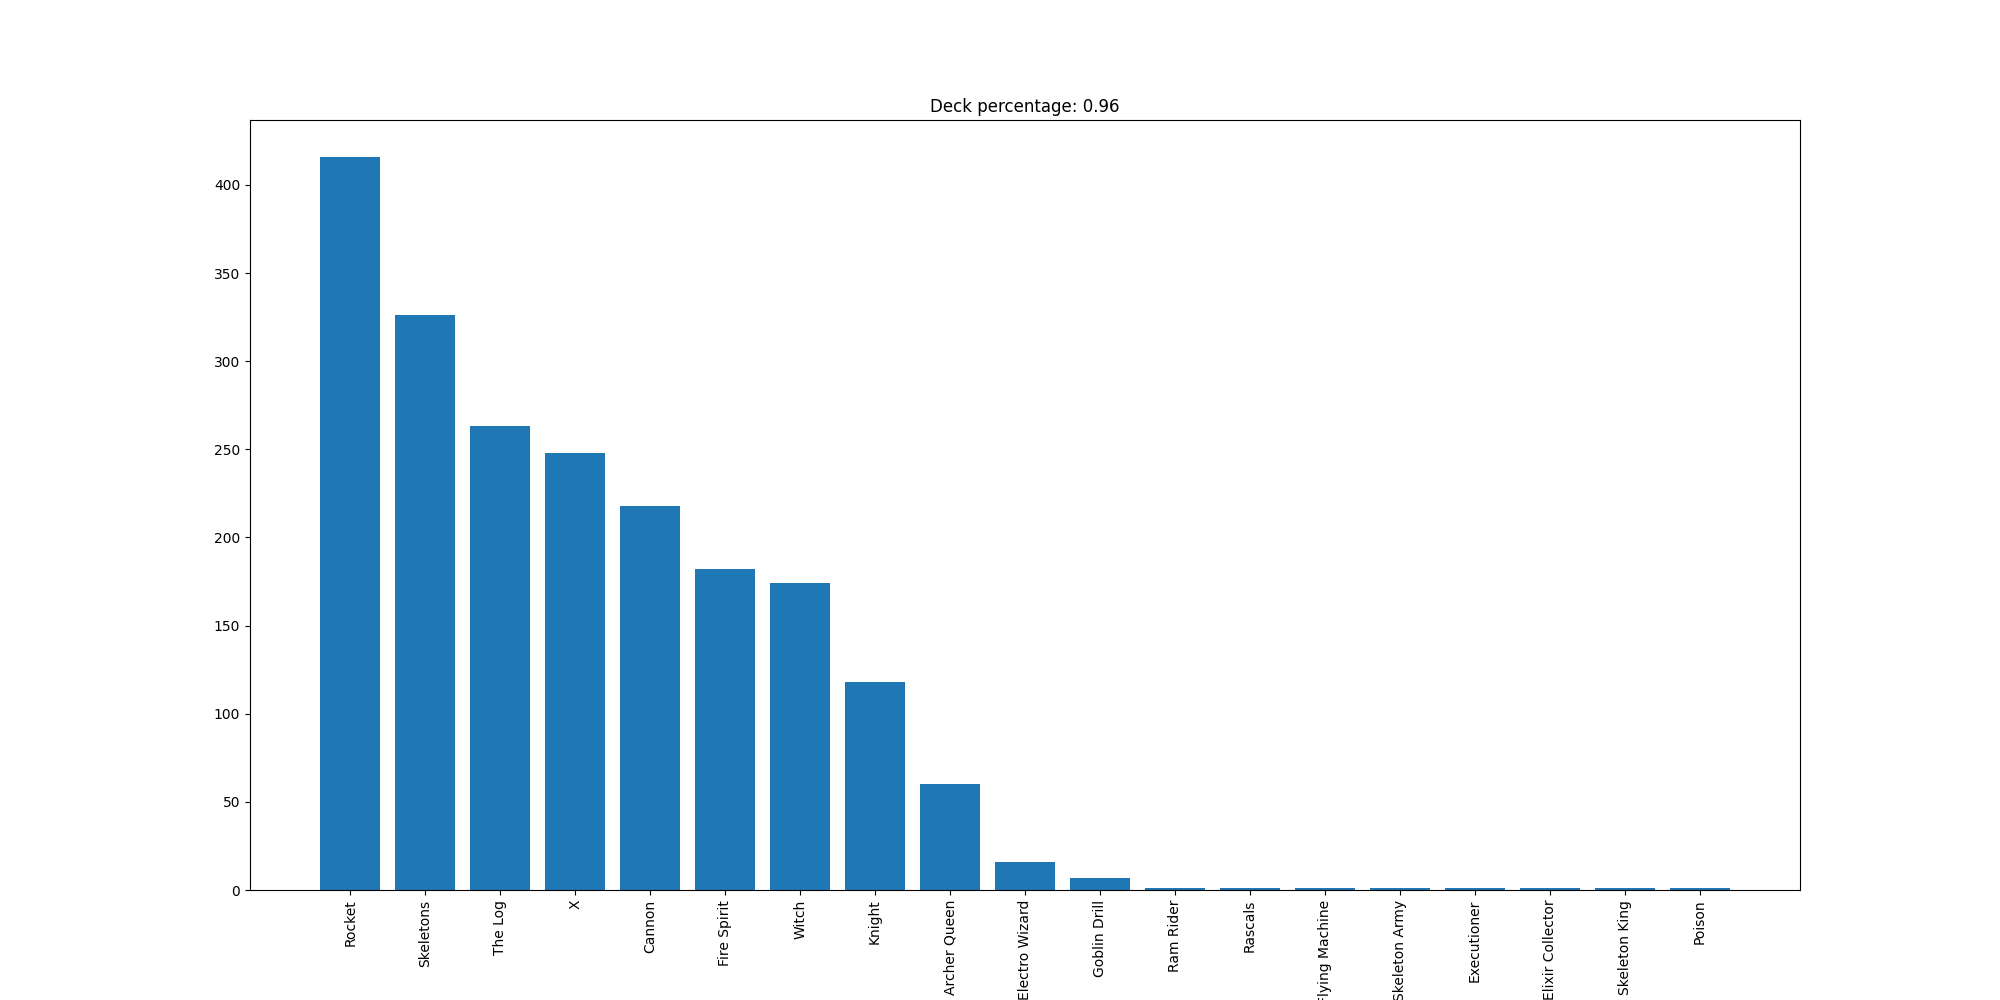 Deck percentage: 0.96
400
350
300
250
200
150
100
50
0
Rocket
Skeletons
The Log
X
Cannon
Fire Spirit
Witch
Knight
Archer Queen
Electro Wizard
Goblin Drill
Ram Rider
Rascals
Flying Machine
Skeleton Army
Executioner
Elixir Collector
Skeleton King
Poison